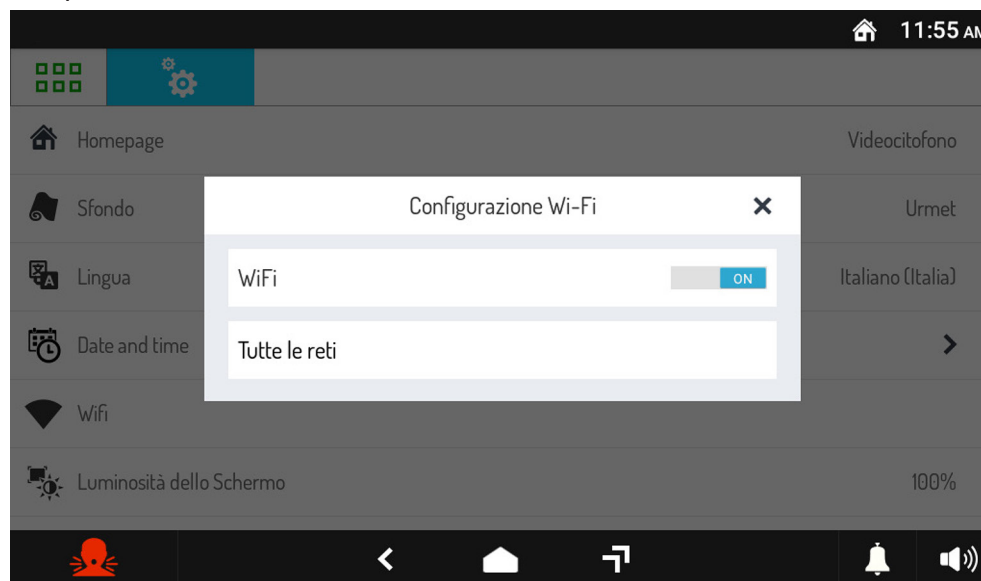 11:55 AM
Homepage Videocitofono
Sfondo Urmet
Configurazione Wi-Fi
Lingua Italiano (Italia)
WiFi ON
Date and time
Tutte le reti
Wifi
Luminosità dello Schermo 100%